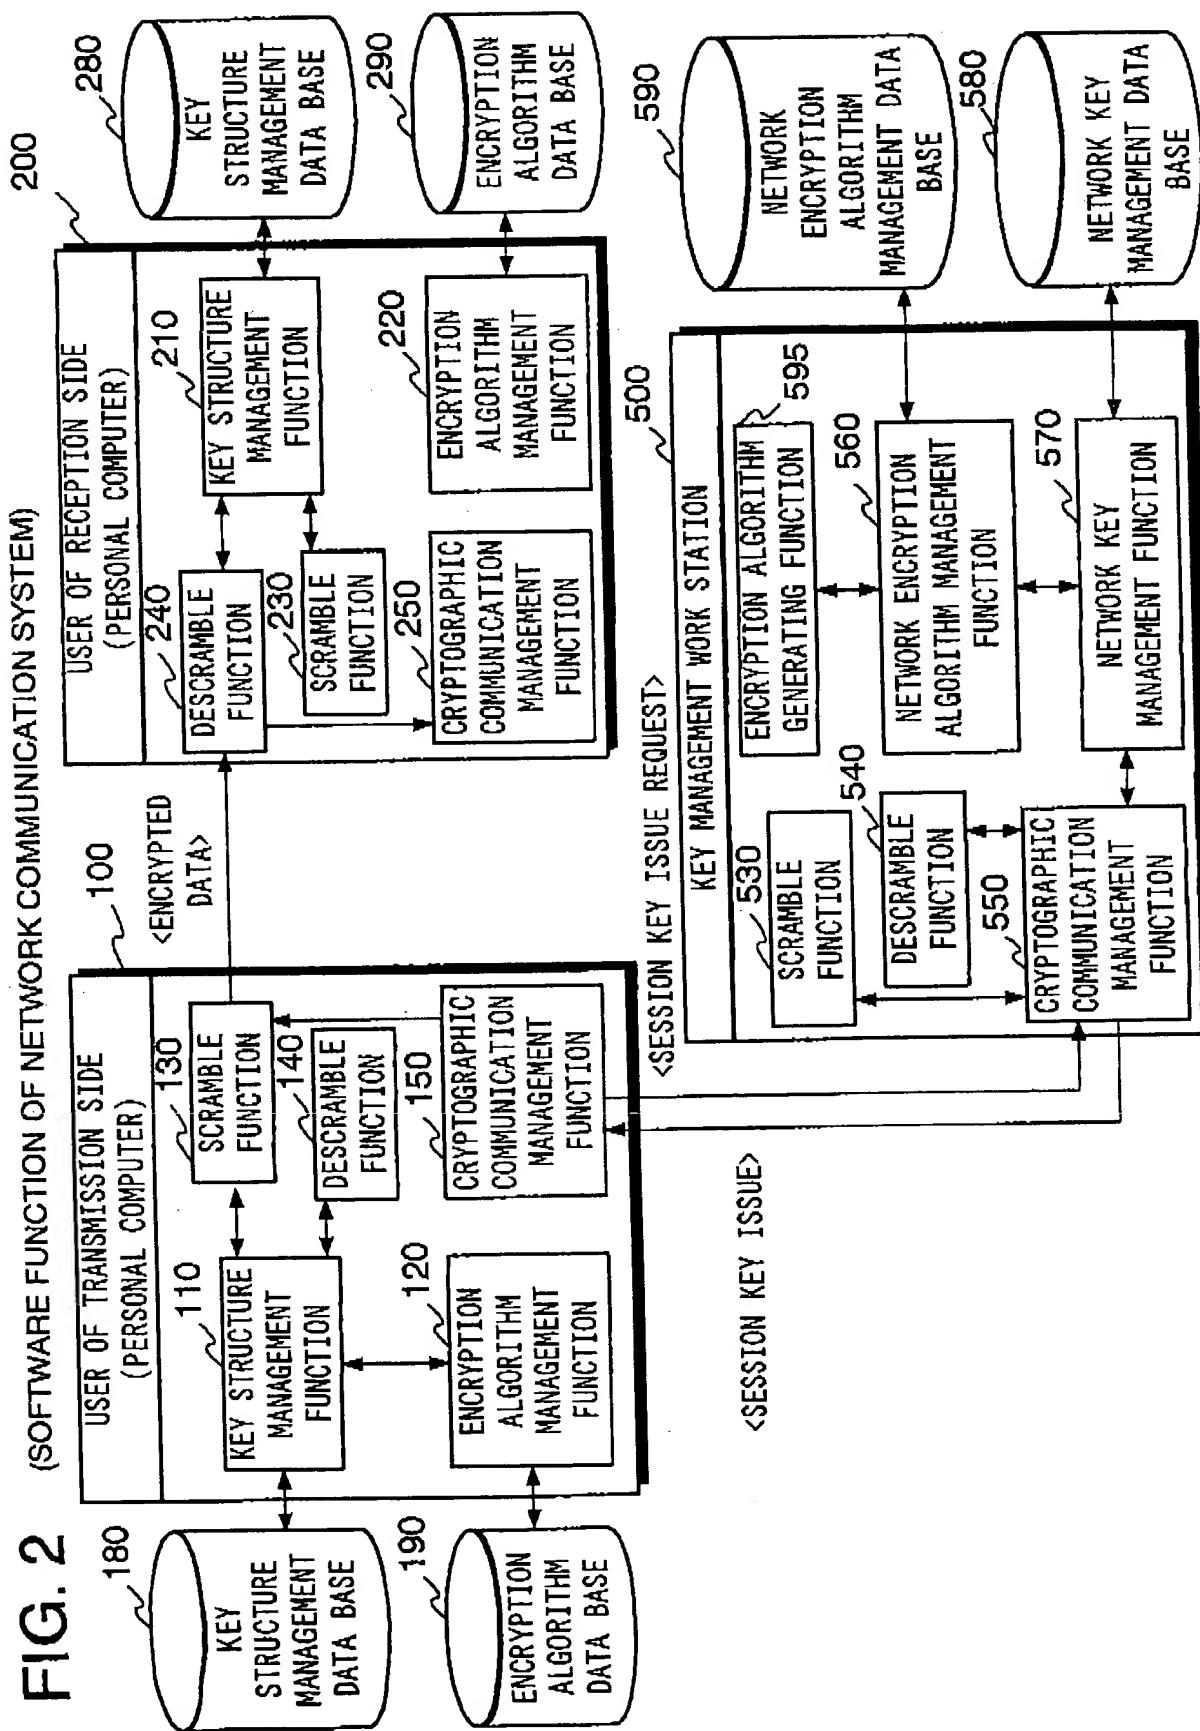 FIG. 2
(SOFTWARE FUNCTION OF NETWORK COMMUNICATION SYSTEM)
100
USER OF TRANSMISSION SIDE
(PERSONAL COMPUTER)
180
KEY
STRUCTURE
MANAGEMENT
DATA BASE
190
ENCRYPTION
ALGORITHM
DATA BASE
110
KEY STRUCTURE
MANAGEMENT
FUNCTION
120
ENCRYPTION
ALGORITHM
MANAGEMENT
FUNCTION
130
SCRAMBLE
FUNCTION
140
DESCRAMBLE
FUNCTION
150
CRYPTOGRAPHIC
COMMUNICATION
MANAGEMENT
FUNCTION
<ENCRYPTED
DATA>
200
USER OF RECEPTION SIDE
(PERSONAL COMPUTER)
240
DESCRAMBLE
FUNCTION
230
SCRAMBLE
FUNCTION
250
CRYPTOGRAPHIC
COMMUNICATION
MANAGEMENT
FUNCTION
210
KEY STRUCTURE
MANAGEMENT
FUNCTION
220
ENCRYPTION
ALGORITHM
MANAGEMENT
FUNCTION
280
KEY
STRUCTURE
MANAGEMENT
DATA BASE
290
ENCRYPTION
ALGORITHM
DATA BASE
<SESSION KEY ISSUE REQUEST>
<SESSION KEY ISSUE>
500
KEY MANAGEMENT WORK STATION
530
SCRAMBLE
FUNCTION
540
DESCRAMBLE
FUNCTION
550
CRYPTOGRAPHIC
COMMUNICATION
MANAGEMENT
FUNCTION
595
ENCRYPTION ALGORITHM
GENERATING FUNCTION
560
NETWORK ENCRYPTION
ALGORITHM MANAGEMENT
FUNCTION
570
NETWORK KEY
MANAGEMENT FUNCTION
590
NETWORK
ENCRYPTION
ALGORITHM
MANAGEMENT DATA
BASE
580
NETWORK KEY
MANAGEMENT DATA
BASE